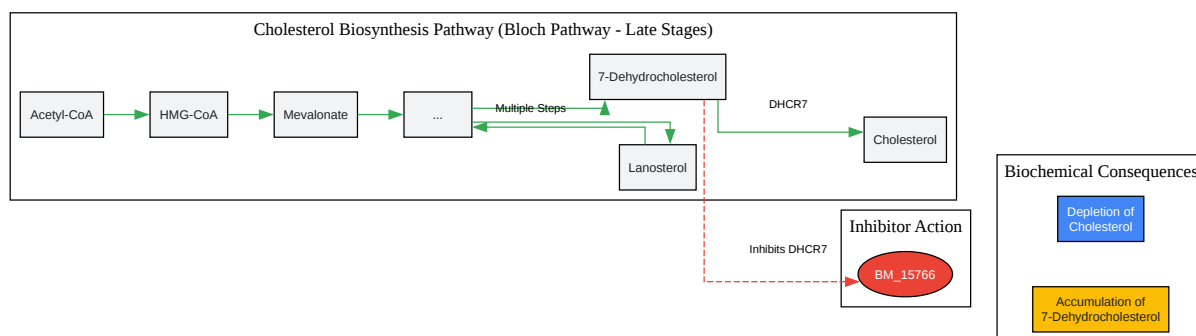 Cholesterol Biosynthesis Pathway (Bloch Pathway - Late Stages)
Acetyl-CoA
HMG-CoA
Mevalonate
...
Multiple Steps
7-Dehydrocholesterol
Lanosterol
DHCR7
Cholesterol
Inhibits DHCR7
Inhibitor Action
BM_15766
Biochemical Consequences
Depletion of
Cholesterol
Accumulation of
7-Dehydrocholesterol